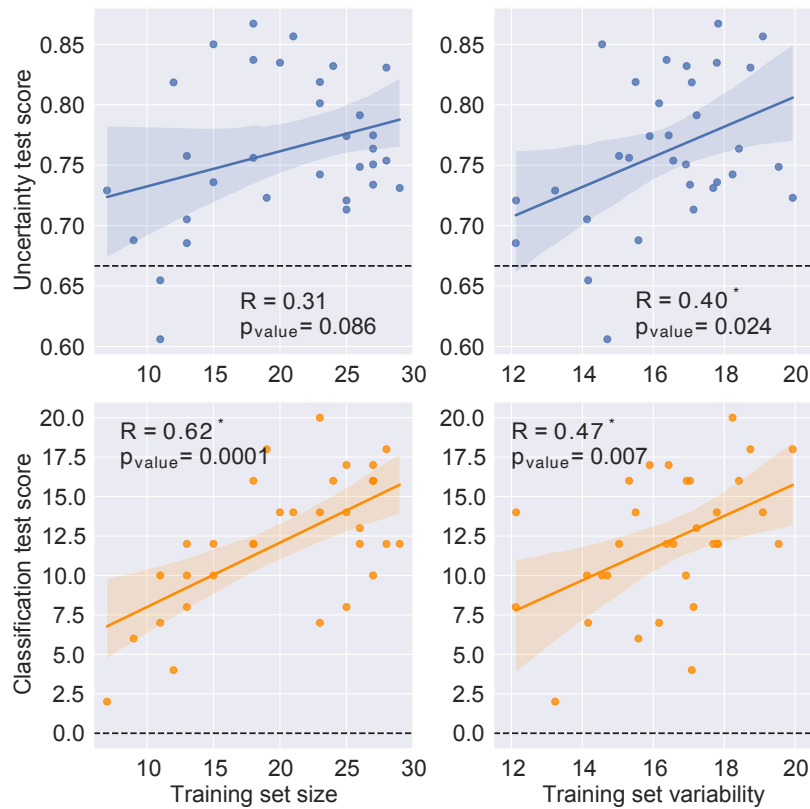 Uncertainty test score
0.85
0.80
0.75
0.70
0.65
0.60
R = 0.31
pvalue = 0.086
10 15 20 25 30
0.85
0.80
0.75
0.70
0.65
0.60
R = 0.40 *
pvalue = 0.024
12 14 16 18 20
Classification test score
20.0
17.5
15.0
12.5
10.0
7.5
5.0
2.5
0.0
R = 0.62 *
pvalue = 0.0001
10 15 20 25 30
Training set size
20.0
17.5
15.0
12.5
10.0
7.5
5.0
2.5
0.0
R = 0.47 *
pvalue = 0.007
12 14 16 18 20
Training set variability